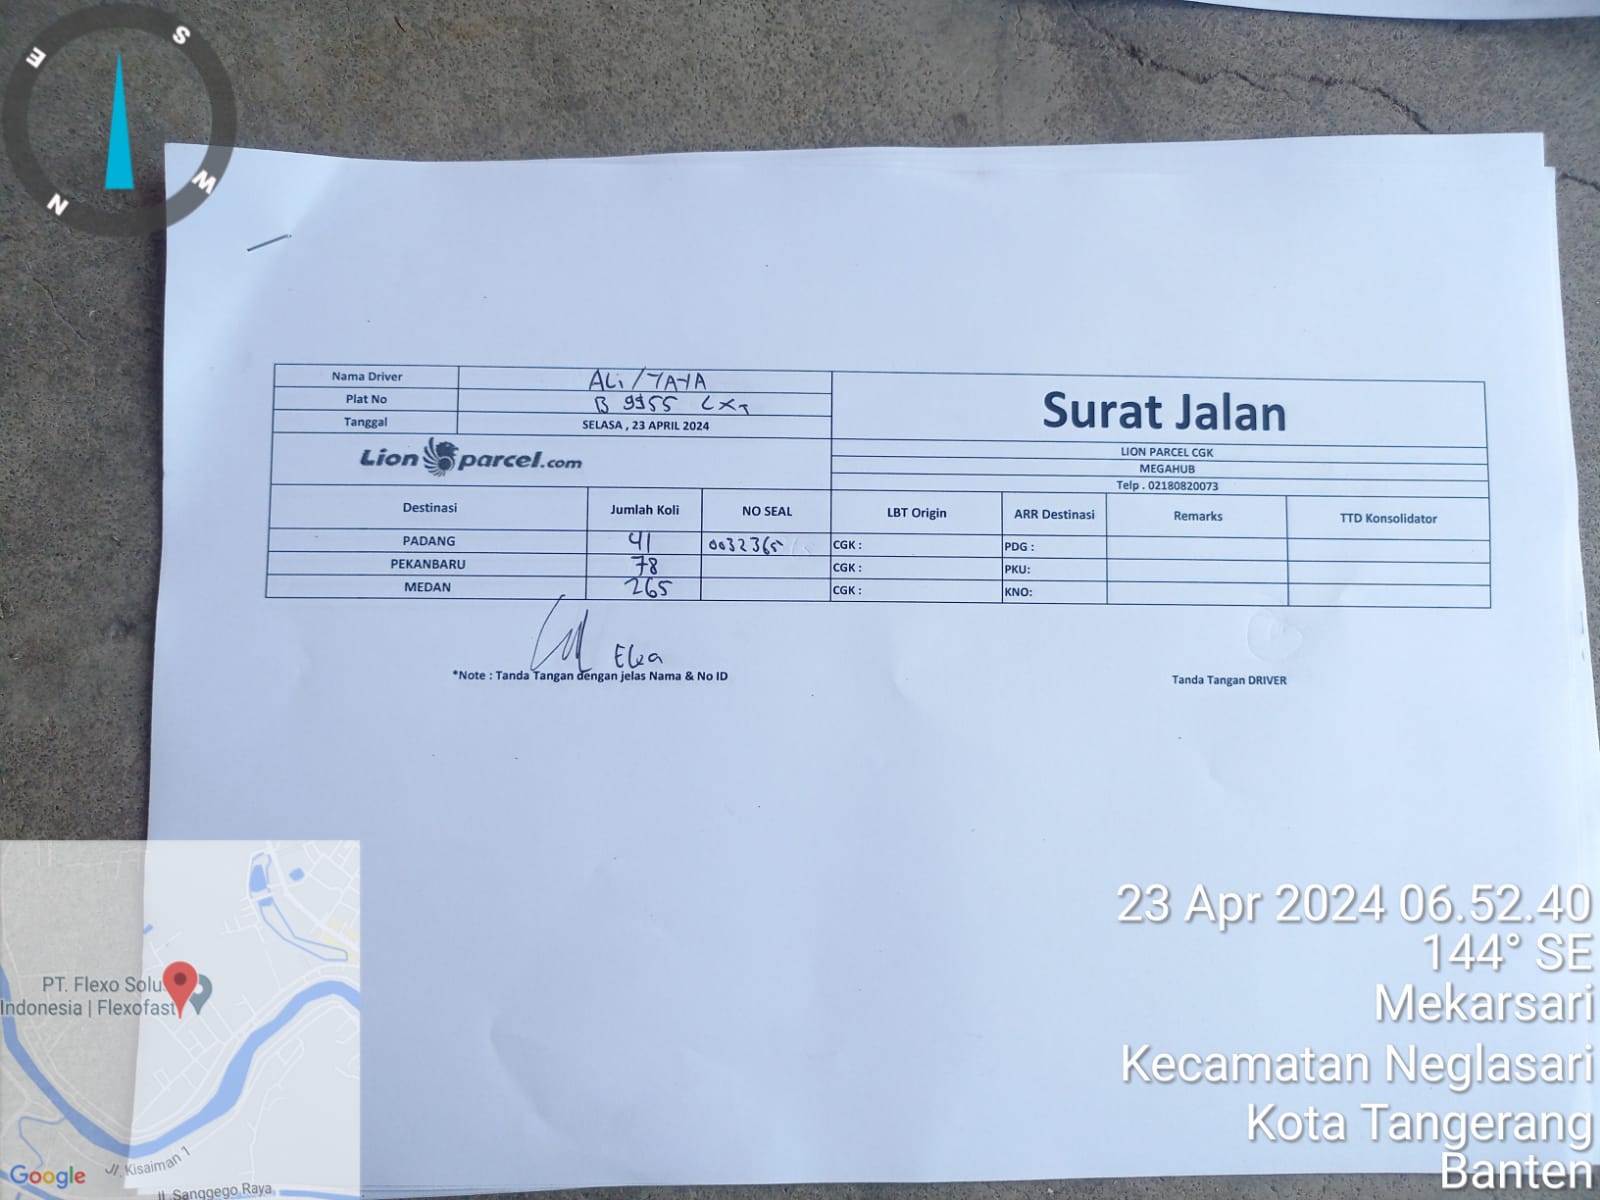 S
E
W
N
Nama Driver ALi / YAYA
Plat No B 9955 CXT
Tanggal SELASA , 23 APRIL 2024
Surat Jalan
Lion parcel.com
LION PARCEL CGK
MEGAHUB
Telp . 02180820073
Destinasi Jumlah Koli NO SEAL LBT Origin ARR Destinasi Remarks TTD Konsolidator
PADANG 41 0032365 CGK : PDG :
PEKANBARU 78 CGK : PKU:
MEDAN 265 CGK : KNO:
*Note : Tanda Tangan dengan jelas Nama & No ID
Tanda Tangan DRIVER
PT. Flexo Solu
Indonesia | Flexofast
Jl. Kisaiman 1
Jl. Sanggego Raya
Google
23 Apr 2024 06.52.40
144° SE
Mekarsari
Kecamatan Neglasari
Kota Tangerang
Banten